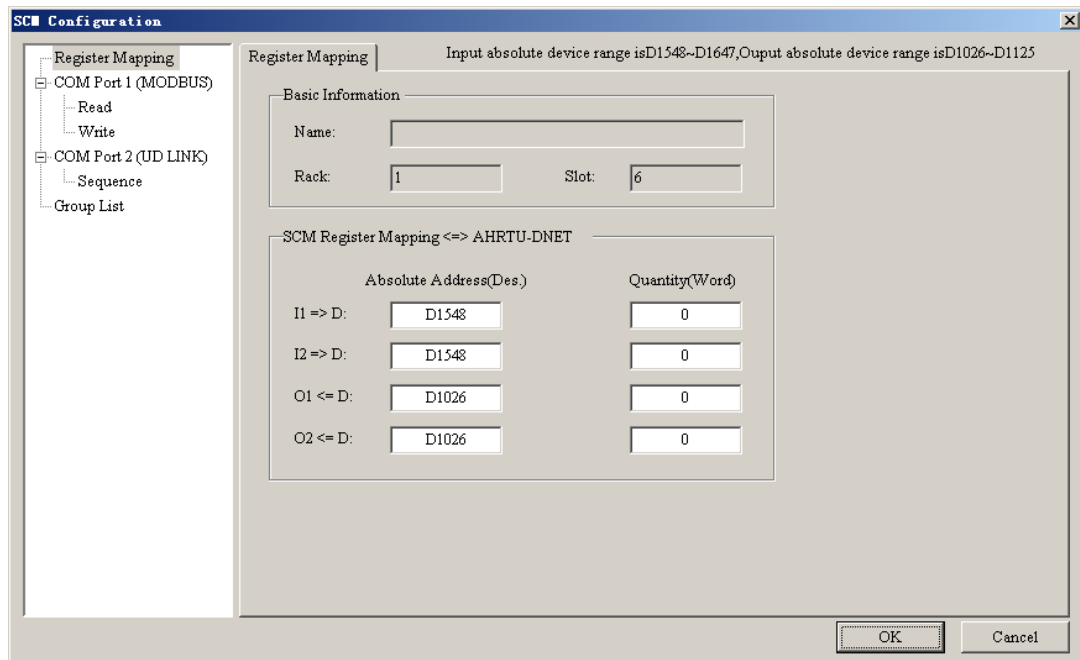 SCM Configuration
Register Mapping
COM Port 1 (MODBUS)
Read
Write
COM Port 2 (UD LINK)
Sequence
Group List
Register Mapping
Input absolute device range isD1548~D1647,Ouput absolute device range isD1026~D1125
Basic Information
Name:
Rack: 1 Slot: 6
SCM Register Mapping <=> AHRTU-DNET
Absolute Address(Des.) Quantity(Word)
I1 => D: D1548 0
I2 => D: D1548 0
O1 <= D: D1026 0
O2 <= D: D1026 0
OK Cancel